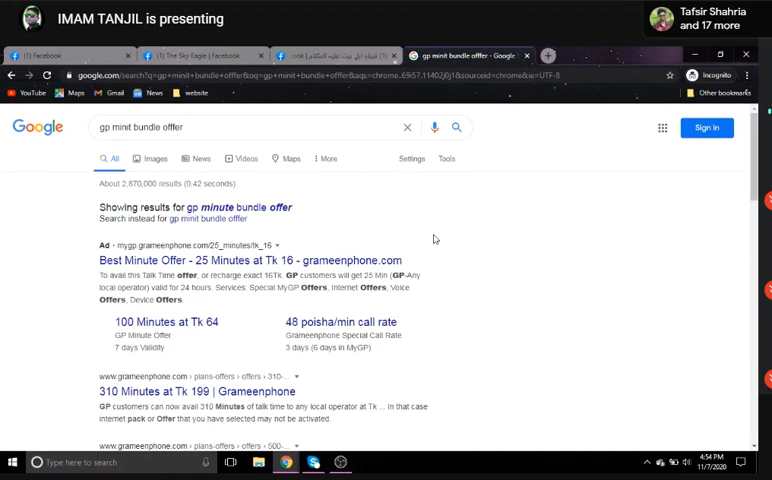 IMAM TANJIL is presenting
Tafsir Shahria
and 17 more
(1) Facebook
(1) The Sky Eagle | Facebook
gp minit bundle offfer - Google
google.com/search?q=gp+minit+bundle+offfer&oq=gp+minit+bundle+offfer&aqs=chrome..69i57.11402j0j1&sourceid=chrome&ie=UTF-8
Incognito
YouTube Maps Gmail News website Other bookmarks
Google
gp minit bundle offfer
Sign in
All Images News Videos Maps More Settings Tools
About 2,870,000 results (0.42 seconds)
Showing results for gp minute bundle offer
Search instead for gp minit bundle offfer
Ad • mygp.grameenphone.com/25_minutes/tk_16
Best Minute Offer - 25 Minutes at Tk 16 - grameenphone.com
To avail this Talk Time offer, or recharge exact 16Tk. GP customers will get 25 Min (GP-Any
local operator) valid for 24 hours. Services: Special MyGP Offers, Internet Offers, Voice
Offers, Device Offers.
100 Minutes at Tk 64
GP Minute Offer
7 days Validity
48 poisha/min call rate
Grameenphone Special Call Rate
3 days (6 days in MyGP)
www.grameenphone.com › plans-offers › offers › 310-...
310 Minutes at Tk 199 | Grameenphone
GP customers can now avail 310 Minutes of talk time to any local operator at Tk ... In that case
internet pack or Offer that you have selected may not be activated.
www.grameenphone.com › plans-offers › offers › 500-...
Type here to search
4:54 PM
11/7/2020